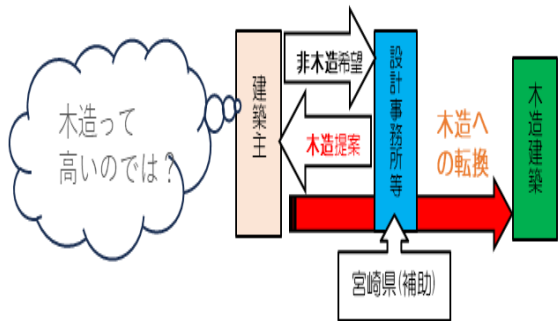 木造って
高いのでは？
建築主
非木造希望
木造提案
設計事務所等
木造へ
の転換
木造建築
宮崎県(補助)